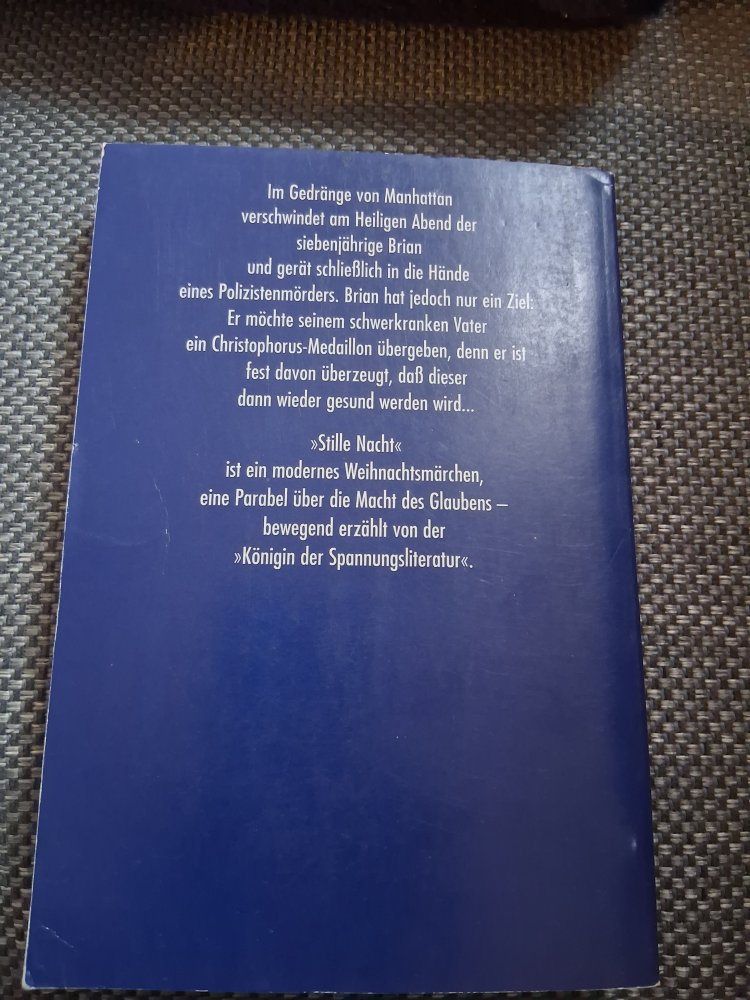 Im Gedränge von Manhattan
verschwindet am Heiligen Abend der
siebenjährige Brian
und gerät schließlich in die Hände
eines Polizistenmörders. Brian hat jedoch nur ein Ziel:
Er möchte seinem schwerkranken Vater
ein Christophorus-Medaillon übergeben, denn er ist
fest davon überzeugt, daß dieser
dann wieder gesund werden wird...
»Stille Nacht«
ist ein modernes Weihnachtsmärchen,
eine Parabel über die Macht des Glaubens –
bewegend erzählt von der
»Königin der Spannungsliteratur«.